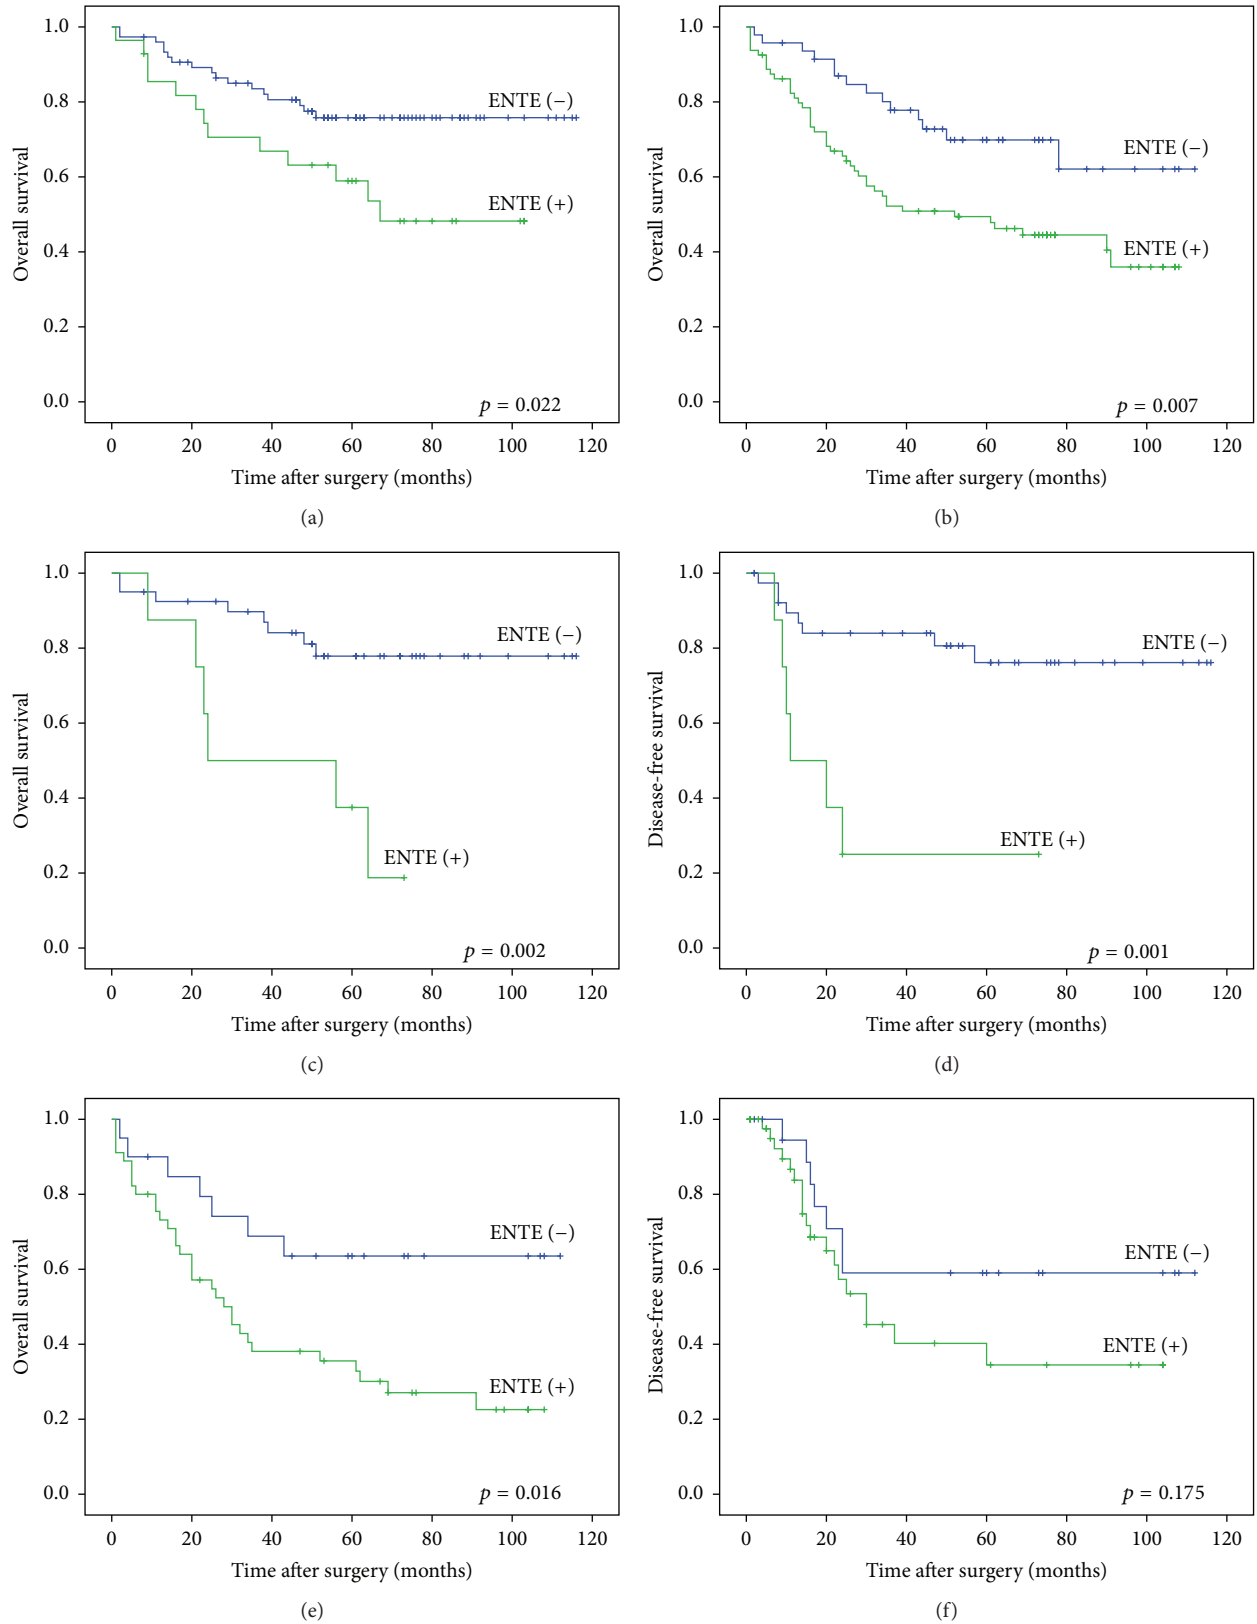 1.0
0.8
0.6
0.4
0.2
0.0
Overall survival
ENTE (−)
ENTE (+)
p = 0.022
0 20 40 60 80 100 120
Time after surgery (months)
(a)
1.0
0.8
0.6
0.4
0.2
0.0
Overall survival
ENTE (−)
ENTE (+)
p = 0.007
0 20 40 60 80 100 120
Time after surgery (months)
(b)
1.0
0.8
0.6
0.4
0.2
0.0
Overall survival
ENTE (−)
ENTE (+)
p = 0.002
0 20 40 60 80 100 120
Time after surgery (months)
(c)
1.0
0.8
0.6
0.4
0.2
0.0
Disease-free survival
ENTE (−)
ENTE (+)
p = 0.001
0 20 40 60 80 100 120
Time after surgery (months)
(d)
1.0
0.8
0.6
0.4
0.2
0.0
Overall survival
ENTE (−)
ENTE (+)
p = 0.016
0 20 40 60 80 100 120
Time after surgery (months)
(e)
1.0
0.8
0.6
0.4
0.2
0.0
Disease-free survival
ENTE (−)
ENTE (+)
p = 0.175
0 20 40 60 80 100 120
Time after surgery (months)
(f)